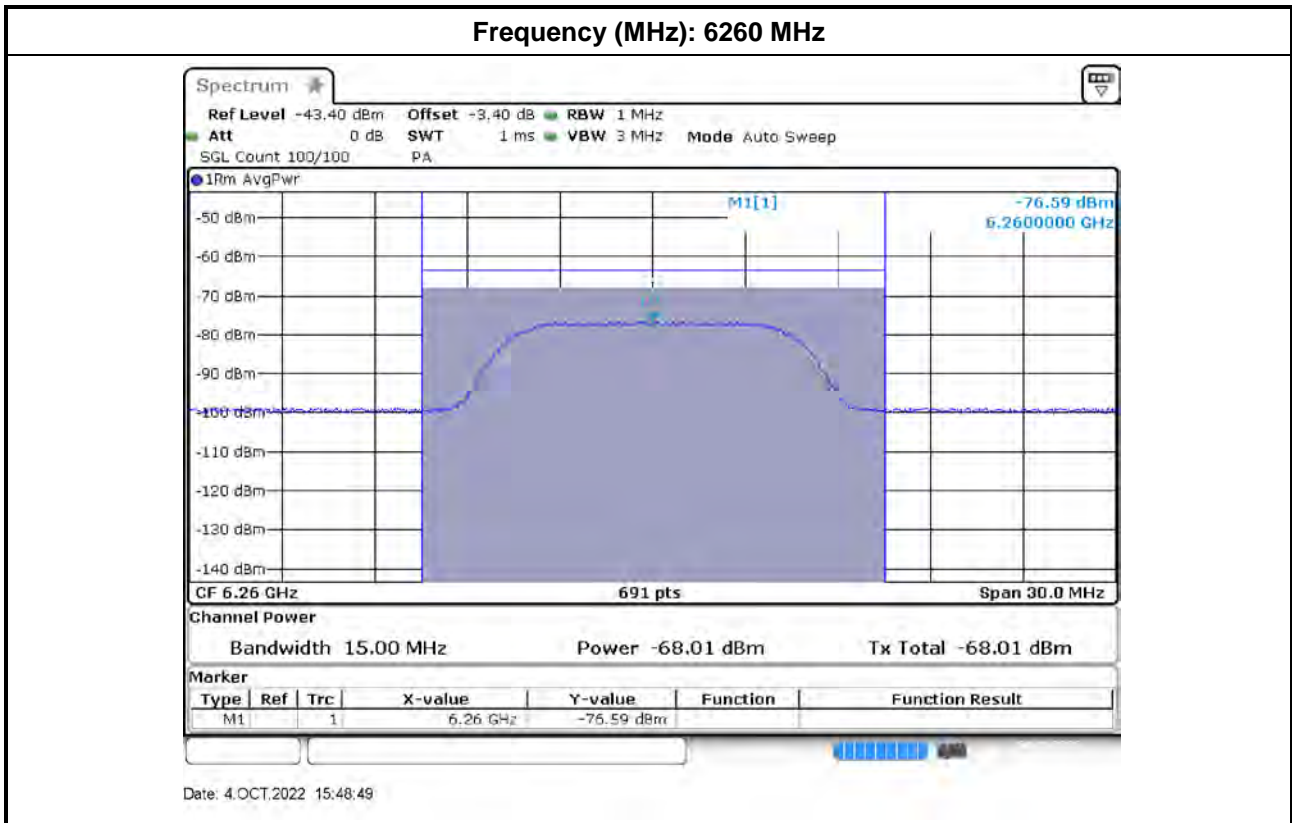 Frequency (MHz): 6260 MHz
Spectrum
Ref Level -43.40 dBm Offset -3.40 dB RBW 1 MHz
Att 0 dB SWT 1 ms VBW 3 MHz Mode Auto Sweep
SGL Count 100/100 PA
1Rm AvgPwr
M1[1] -76.59 dBm
6.2600000 GHz
-50 dBm
-60 dBm
-70 dBm
-80 dBm
-90 dBm
-100 dBm
-110 dBm
-120 dBm
-130 dBm
-140 dBm
CF 6.26 GHz 691 pts Span 30.0 MHz
Channel Power
Bandwidth 15.00 MHz Power -68.01 dBm Tx Total -68.01 dBm
Marker
Type Ref Trc X-value Y-value Function Function Result
M1 1 6.26 GHz -76.59 dBm
Date: 4.OCT.2022 15:48:49